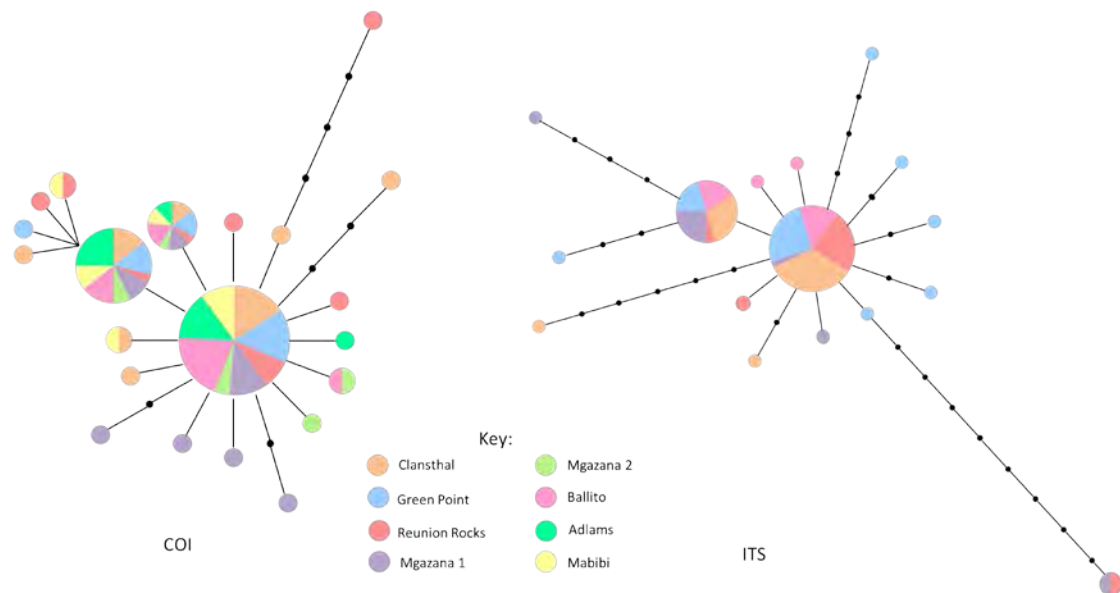 Key:
Clansthal
Green Point
Reunion Rocks
Mgazana 1
Mgazana 2
Ballito
Adlams
Mabibi
COI
ITS